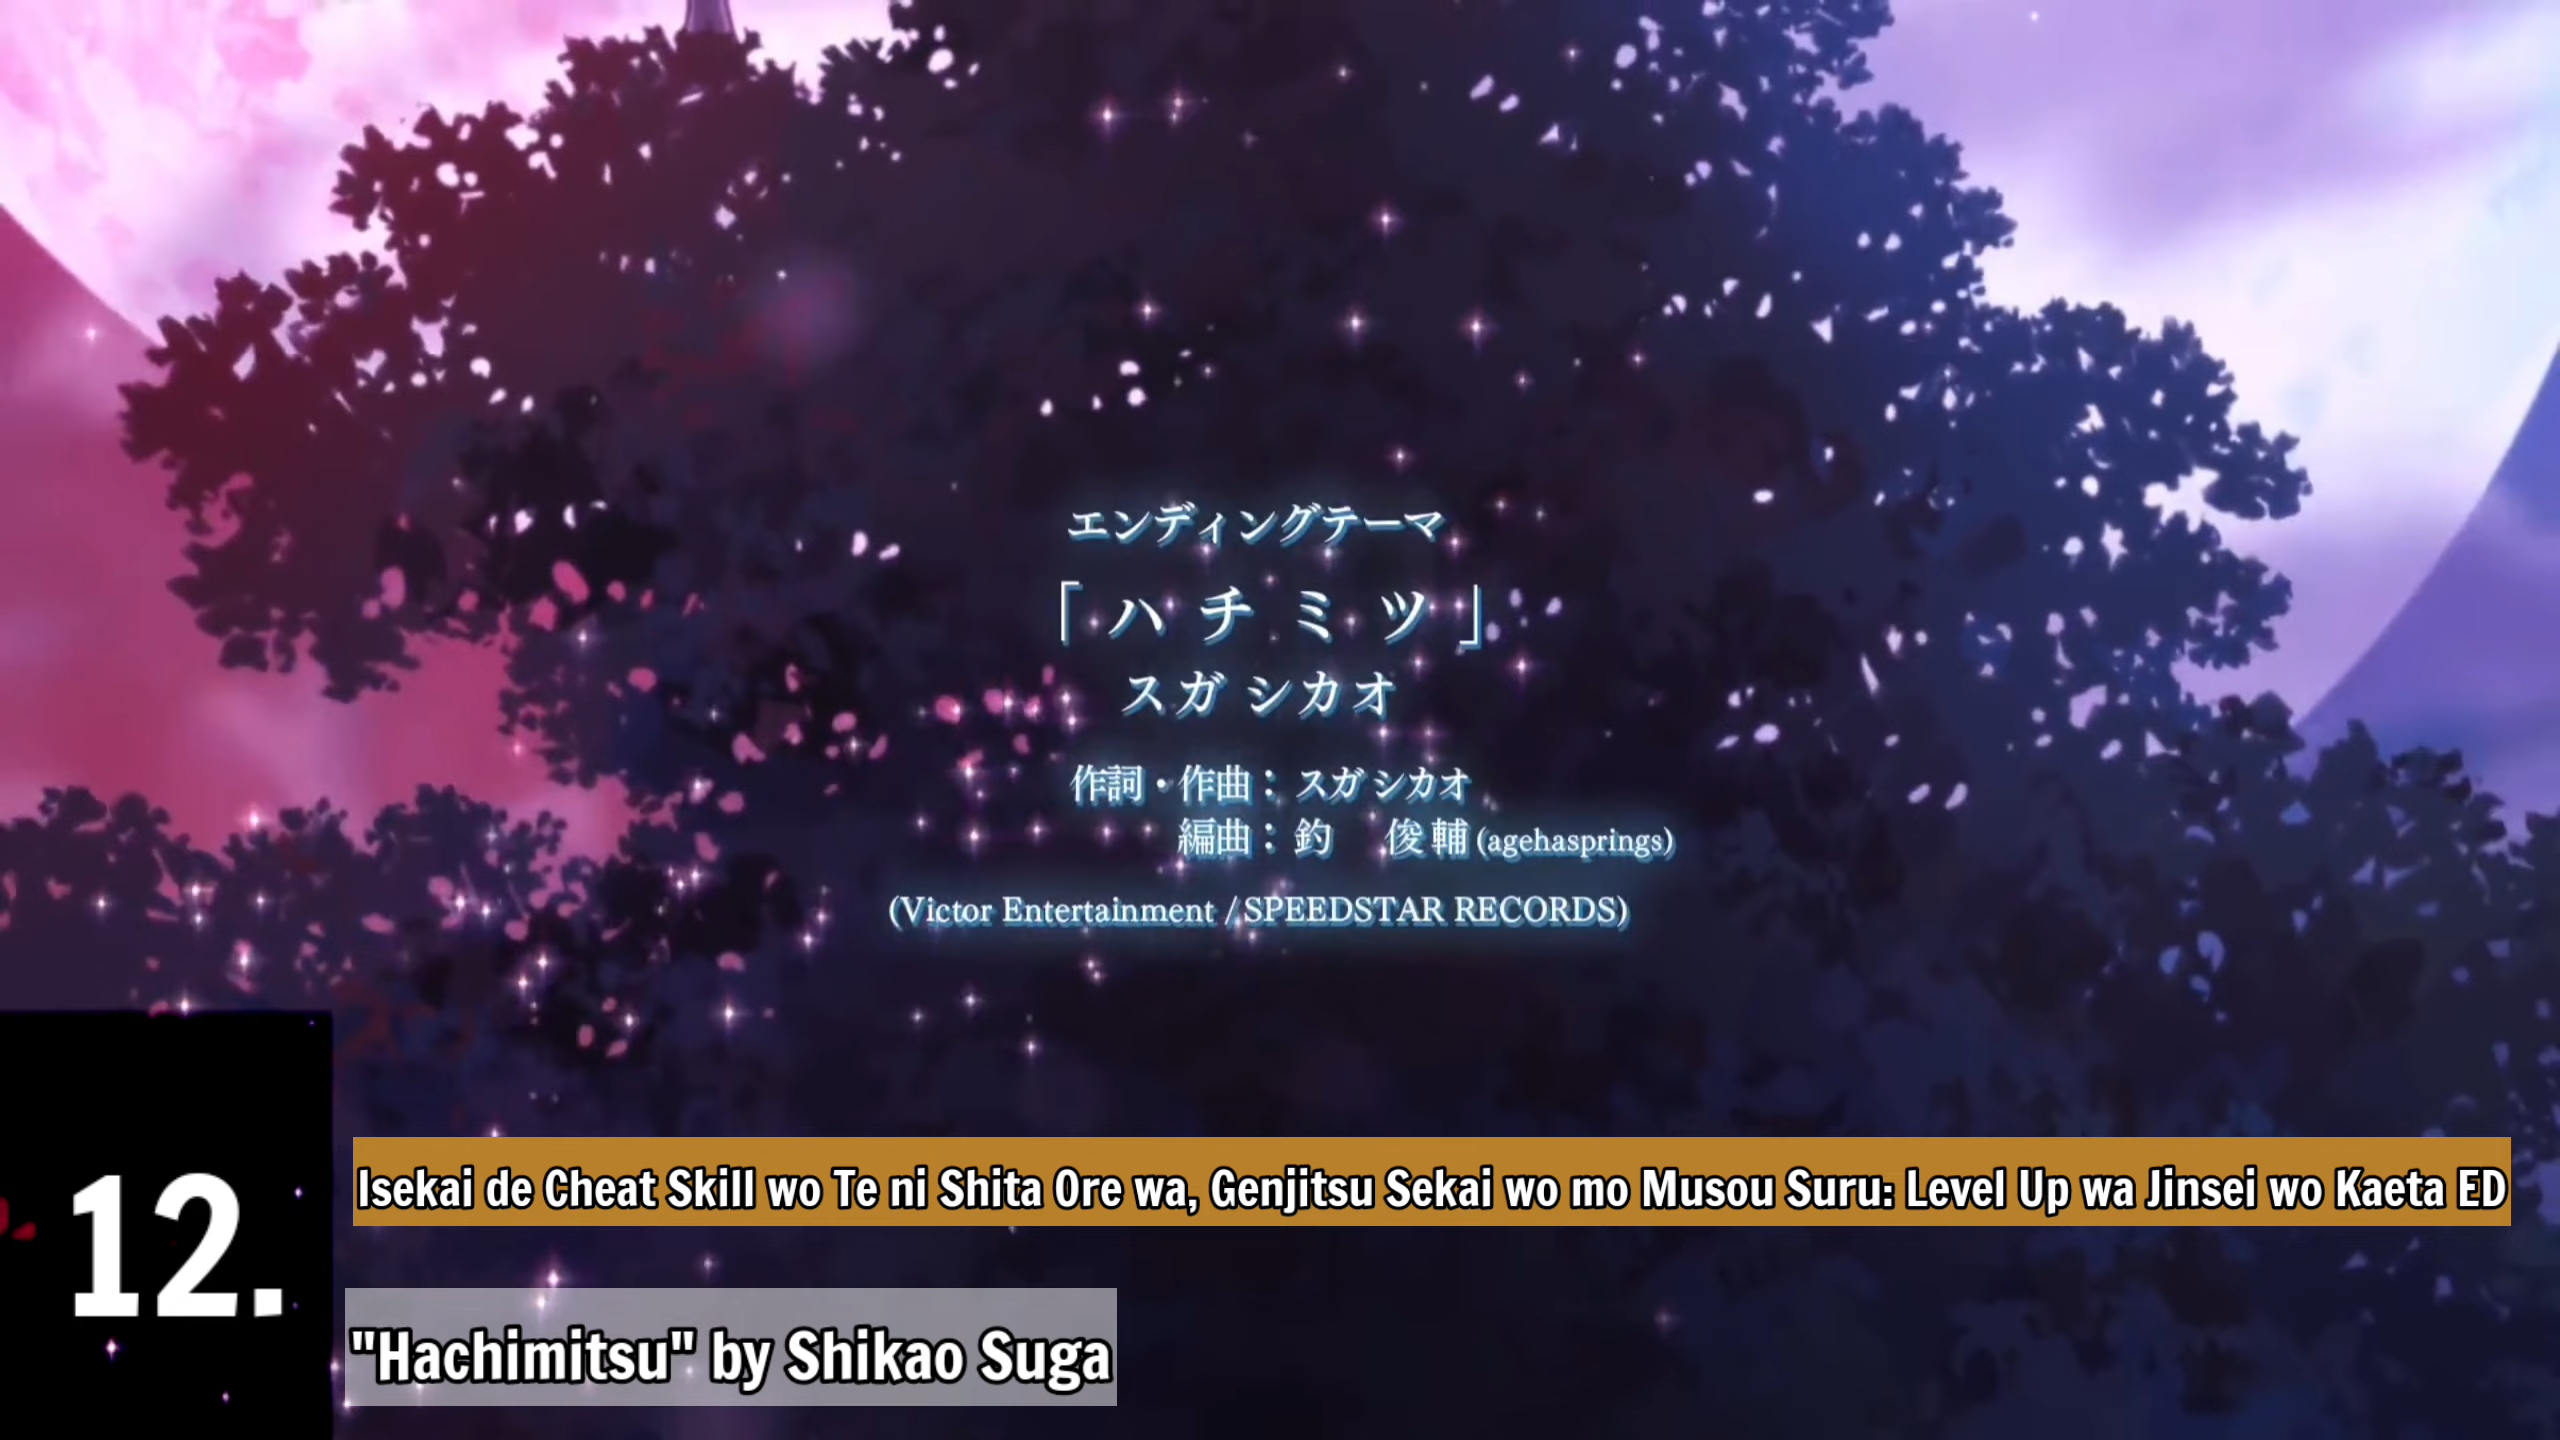 エンディングテーマ
「ハチミツ」
スガ シカオ
作詞・作曲：スガ シカオ
編曲：釣　俊輔 (agehasprings)
(Victor Entertainment / SPEEDSTAR RECORDS)
12.
Isekai de Cheat Skill wo Te ni Shita Ore wa, Genjitsu Sekai wo mo Musou Suru: Level Up wa Jinsei wo Kaeta ED
"Hachimitsu" by Shikao Suga